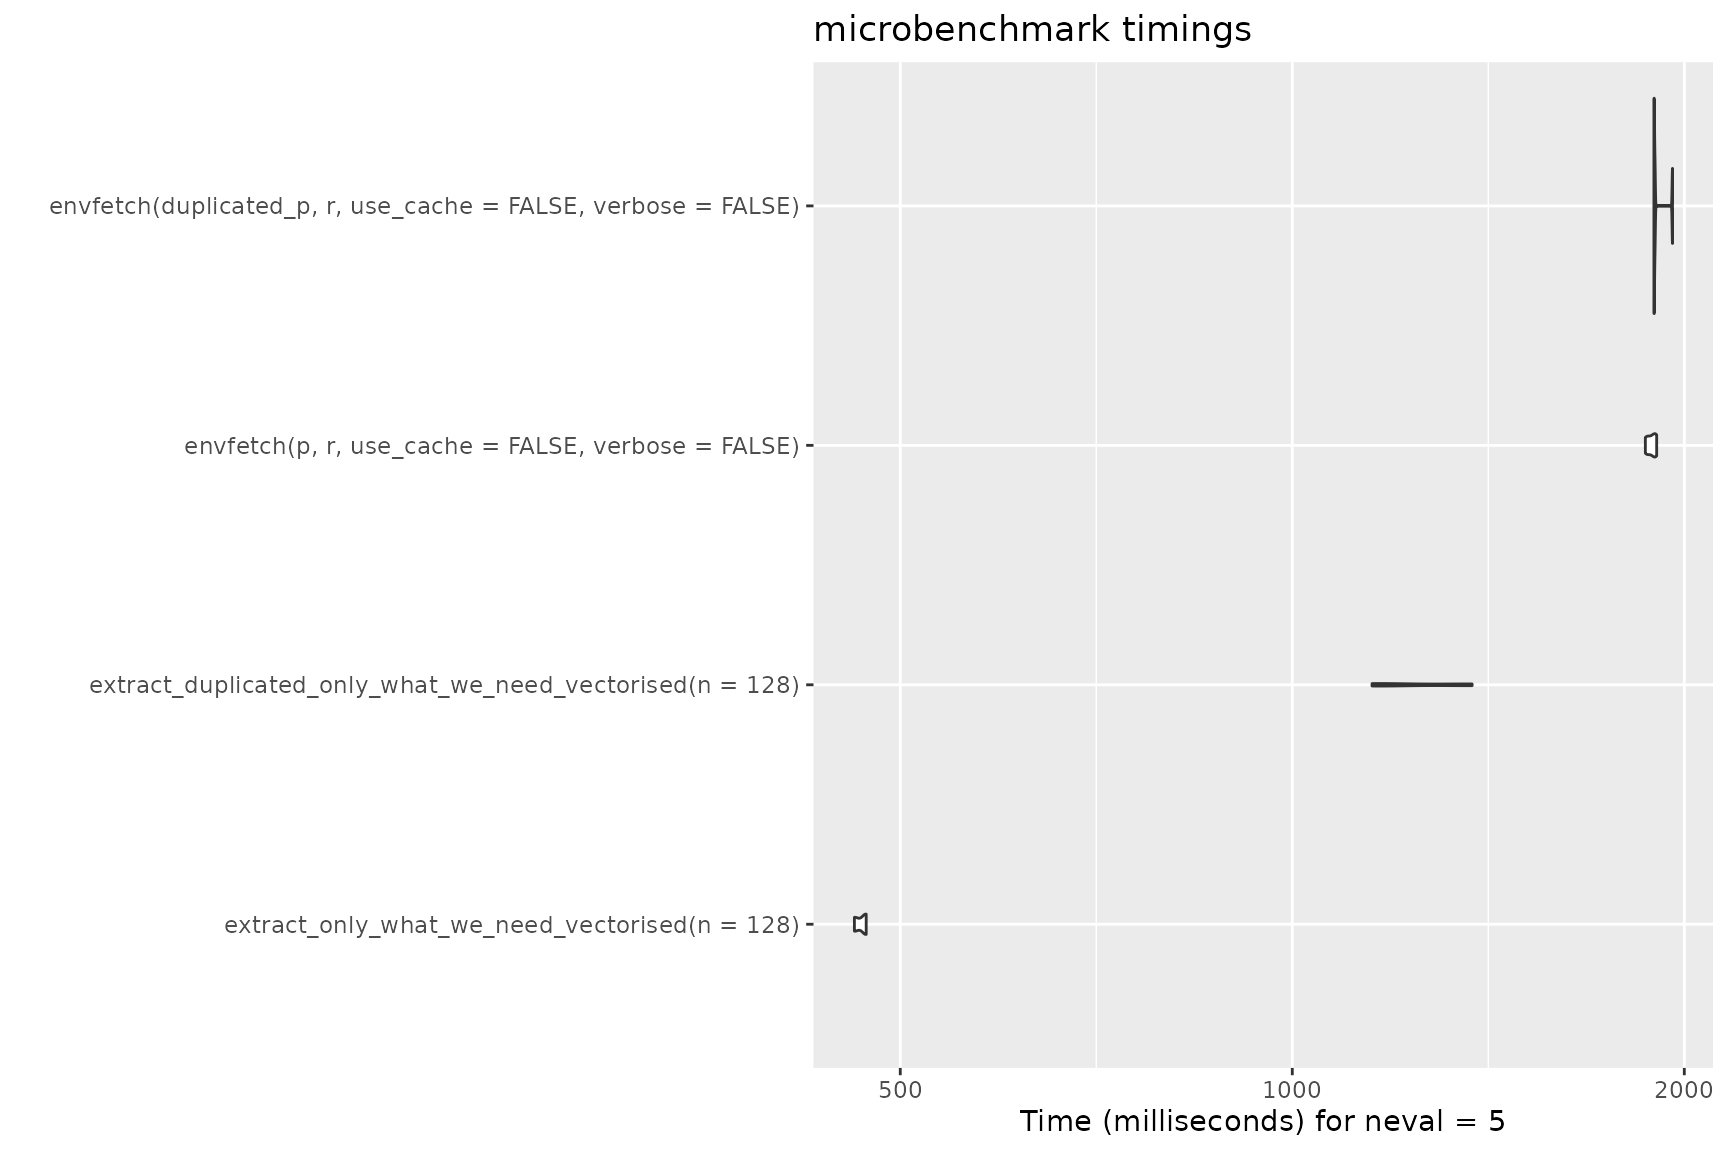 microbenchmark timings
envfetch(duplicated_p, r, use_cache = FALSE, verbose = FALSE)
envfetch(p, r, use_cache = FALSE, verbose = FALSE)
extract_duplicated_only_what_we_need_vectorised(n = 128)
extract_only_what_we_need_vectorised(n = 128)
500 1000 2000
Time (milliseconds) for neval = 5